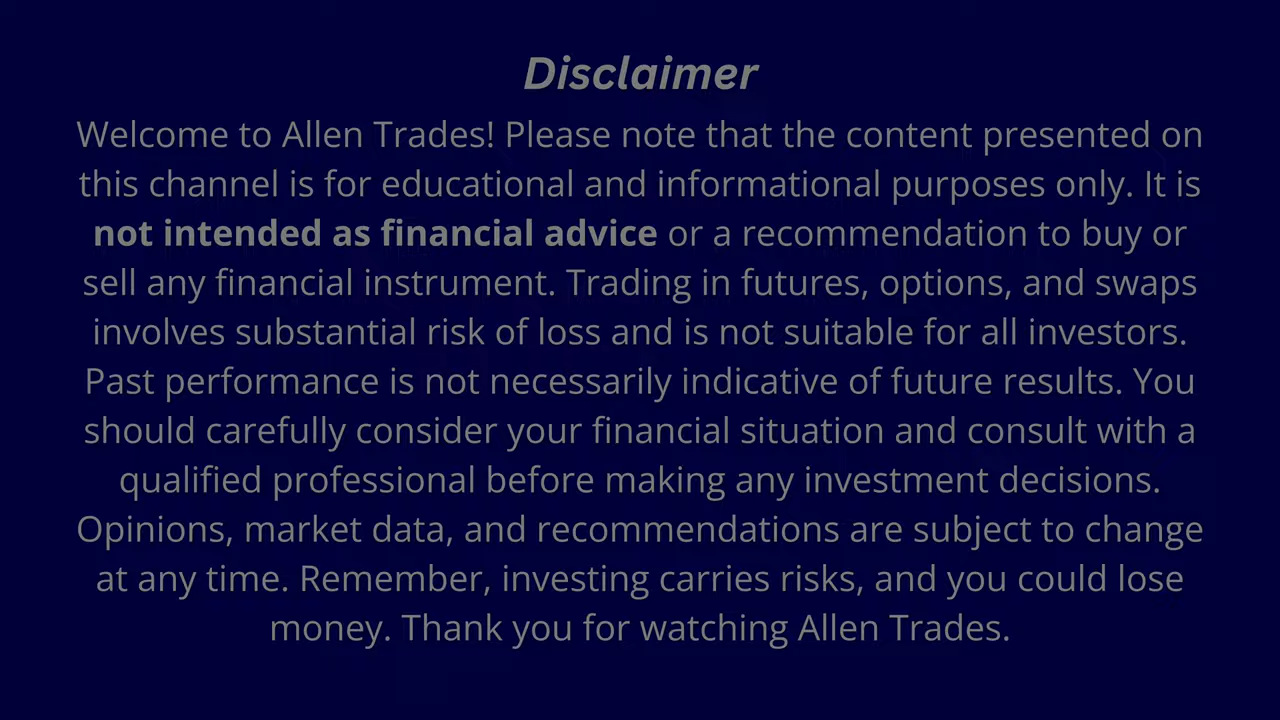 Disclaimer
Welcome to Allen Trades! Please note that the content presented on
this channel is for educational and informational purposes only. It is
not intended as financial advice or a recommendation to buy or
sell any financial instrument. Trading in futures, options, and swaps
involves substantial risk of loss and is not suitable for all investors.
Past performance is not necessarily indicative of future results. You
should carefully consider your financial situation and consult with a
qualified professional before making any investment decisions.
Opinions, market data, and recommendations are subject to change
at any time. Remember, investing carries risks, and you could lose
money. Thank you for watching Allen Trades.